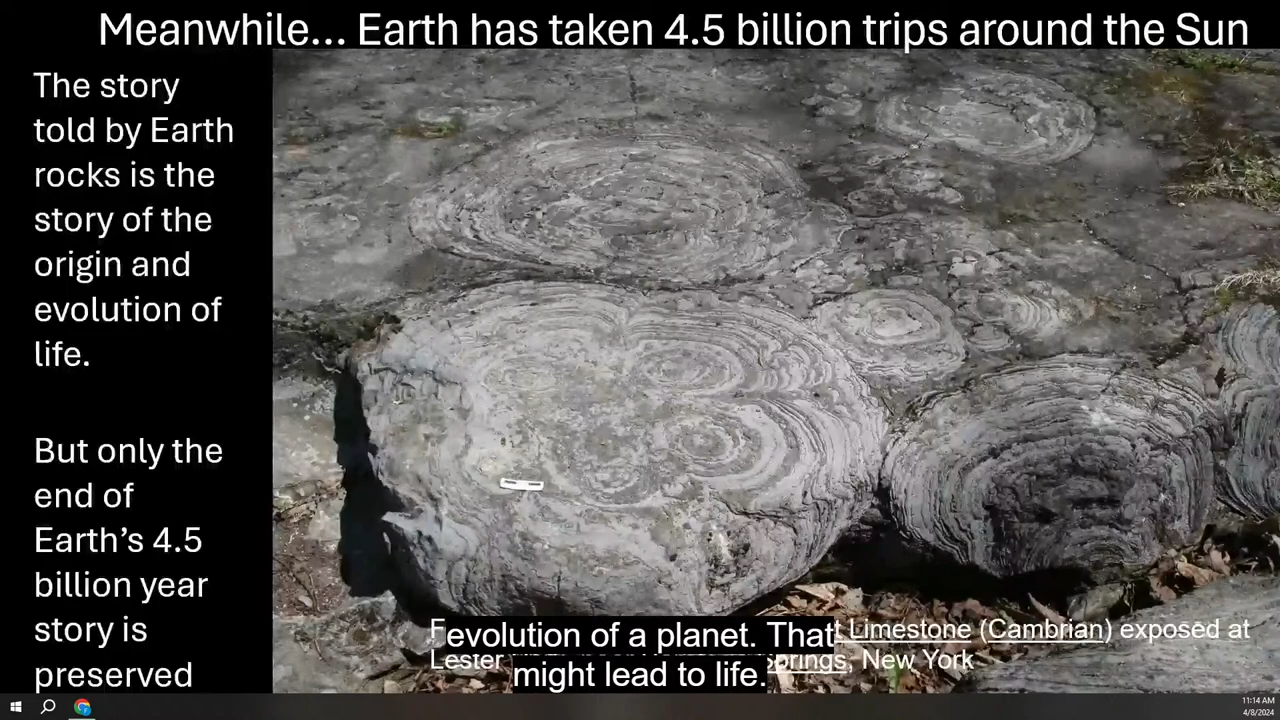 Meanwhile... Earth has taken 4.5 billion trips around the Sun
The story
told by Earth
rocks is the
story of the
origin and
evolution of
life.
But only the
end of
Earth's 4.5
billion year
story is
preserved
evolution of a planet. That
might lead to life.
Limestone (Cambrian) exposed at
Lester
Springs, New York
11:14 AM
4/8/2024